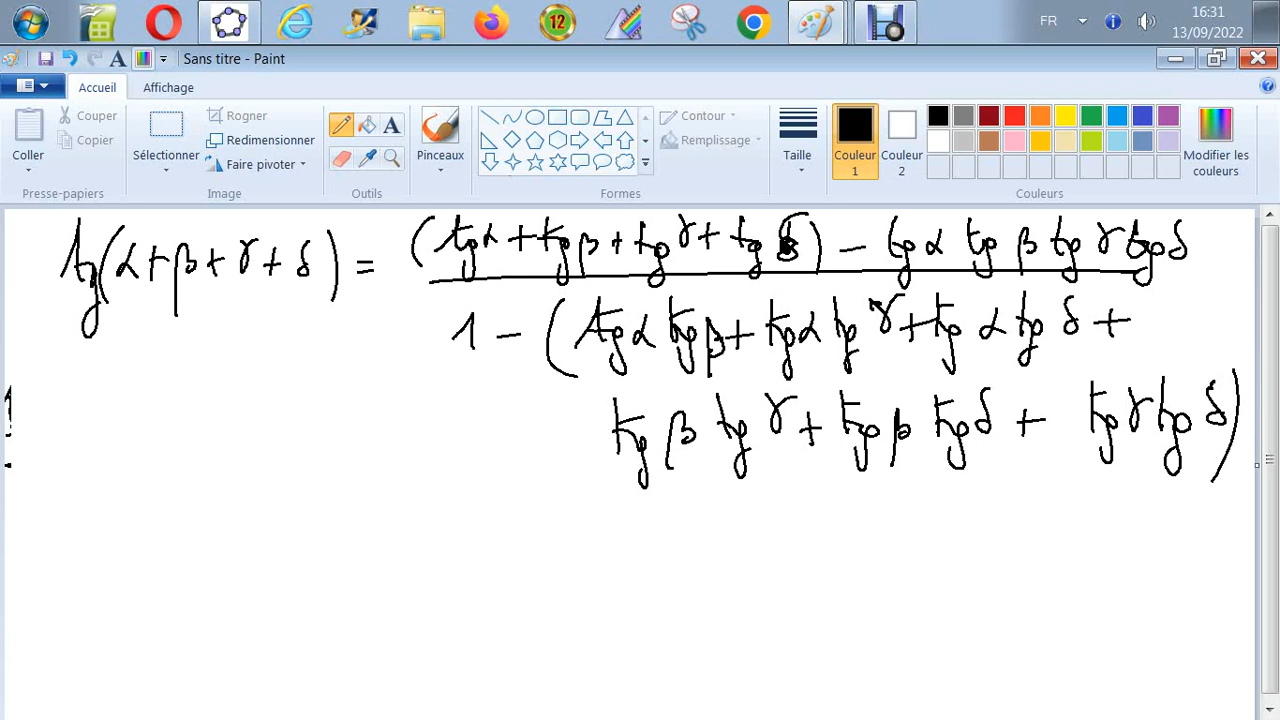 12
FR
16:31
13/09/2022
Sans titre - Paint
Accueil
Affichage
Coller
Couper
Copier
Presse-papiers
Sélectionner
Rogner
Redimensionner
Faire pivoter
Image
A
Outils
Pinceaux
Contour
Remplissage
Formes
Taille
Couleur 1
Couleur 2
Couleurs
Modifier les couleurs
tg(α+β+γ+δ) = (tgα+tgβ+tgγ+tgδ) − tgα tgβ tgγ tgδ
1 − (tgα tgβ + tgα tgγ + tgα tgδ +
tgβ tgγ + tgβ tgδ + tgγ tgδ)